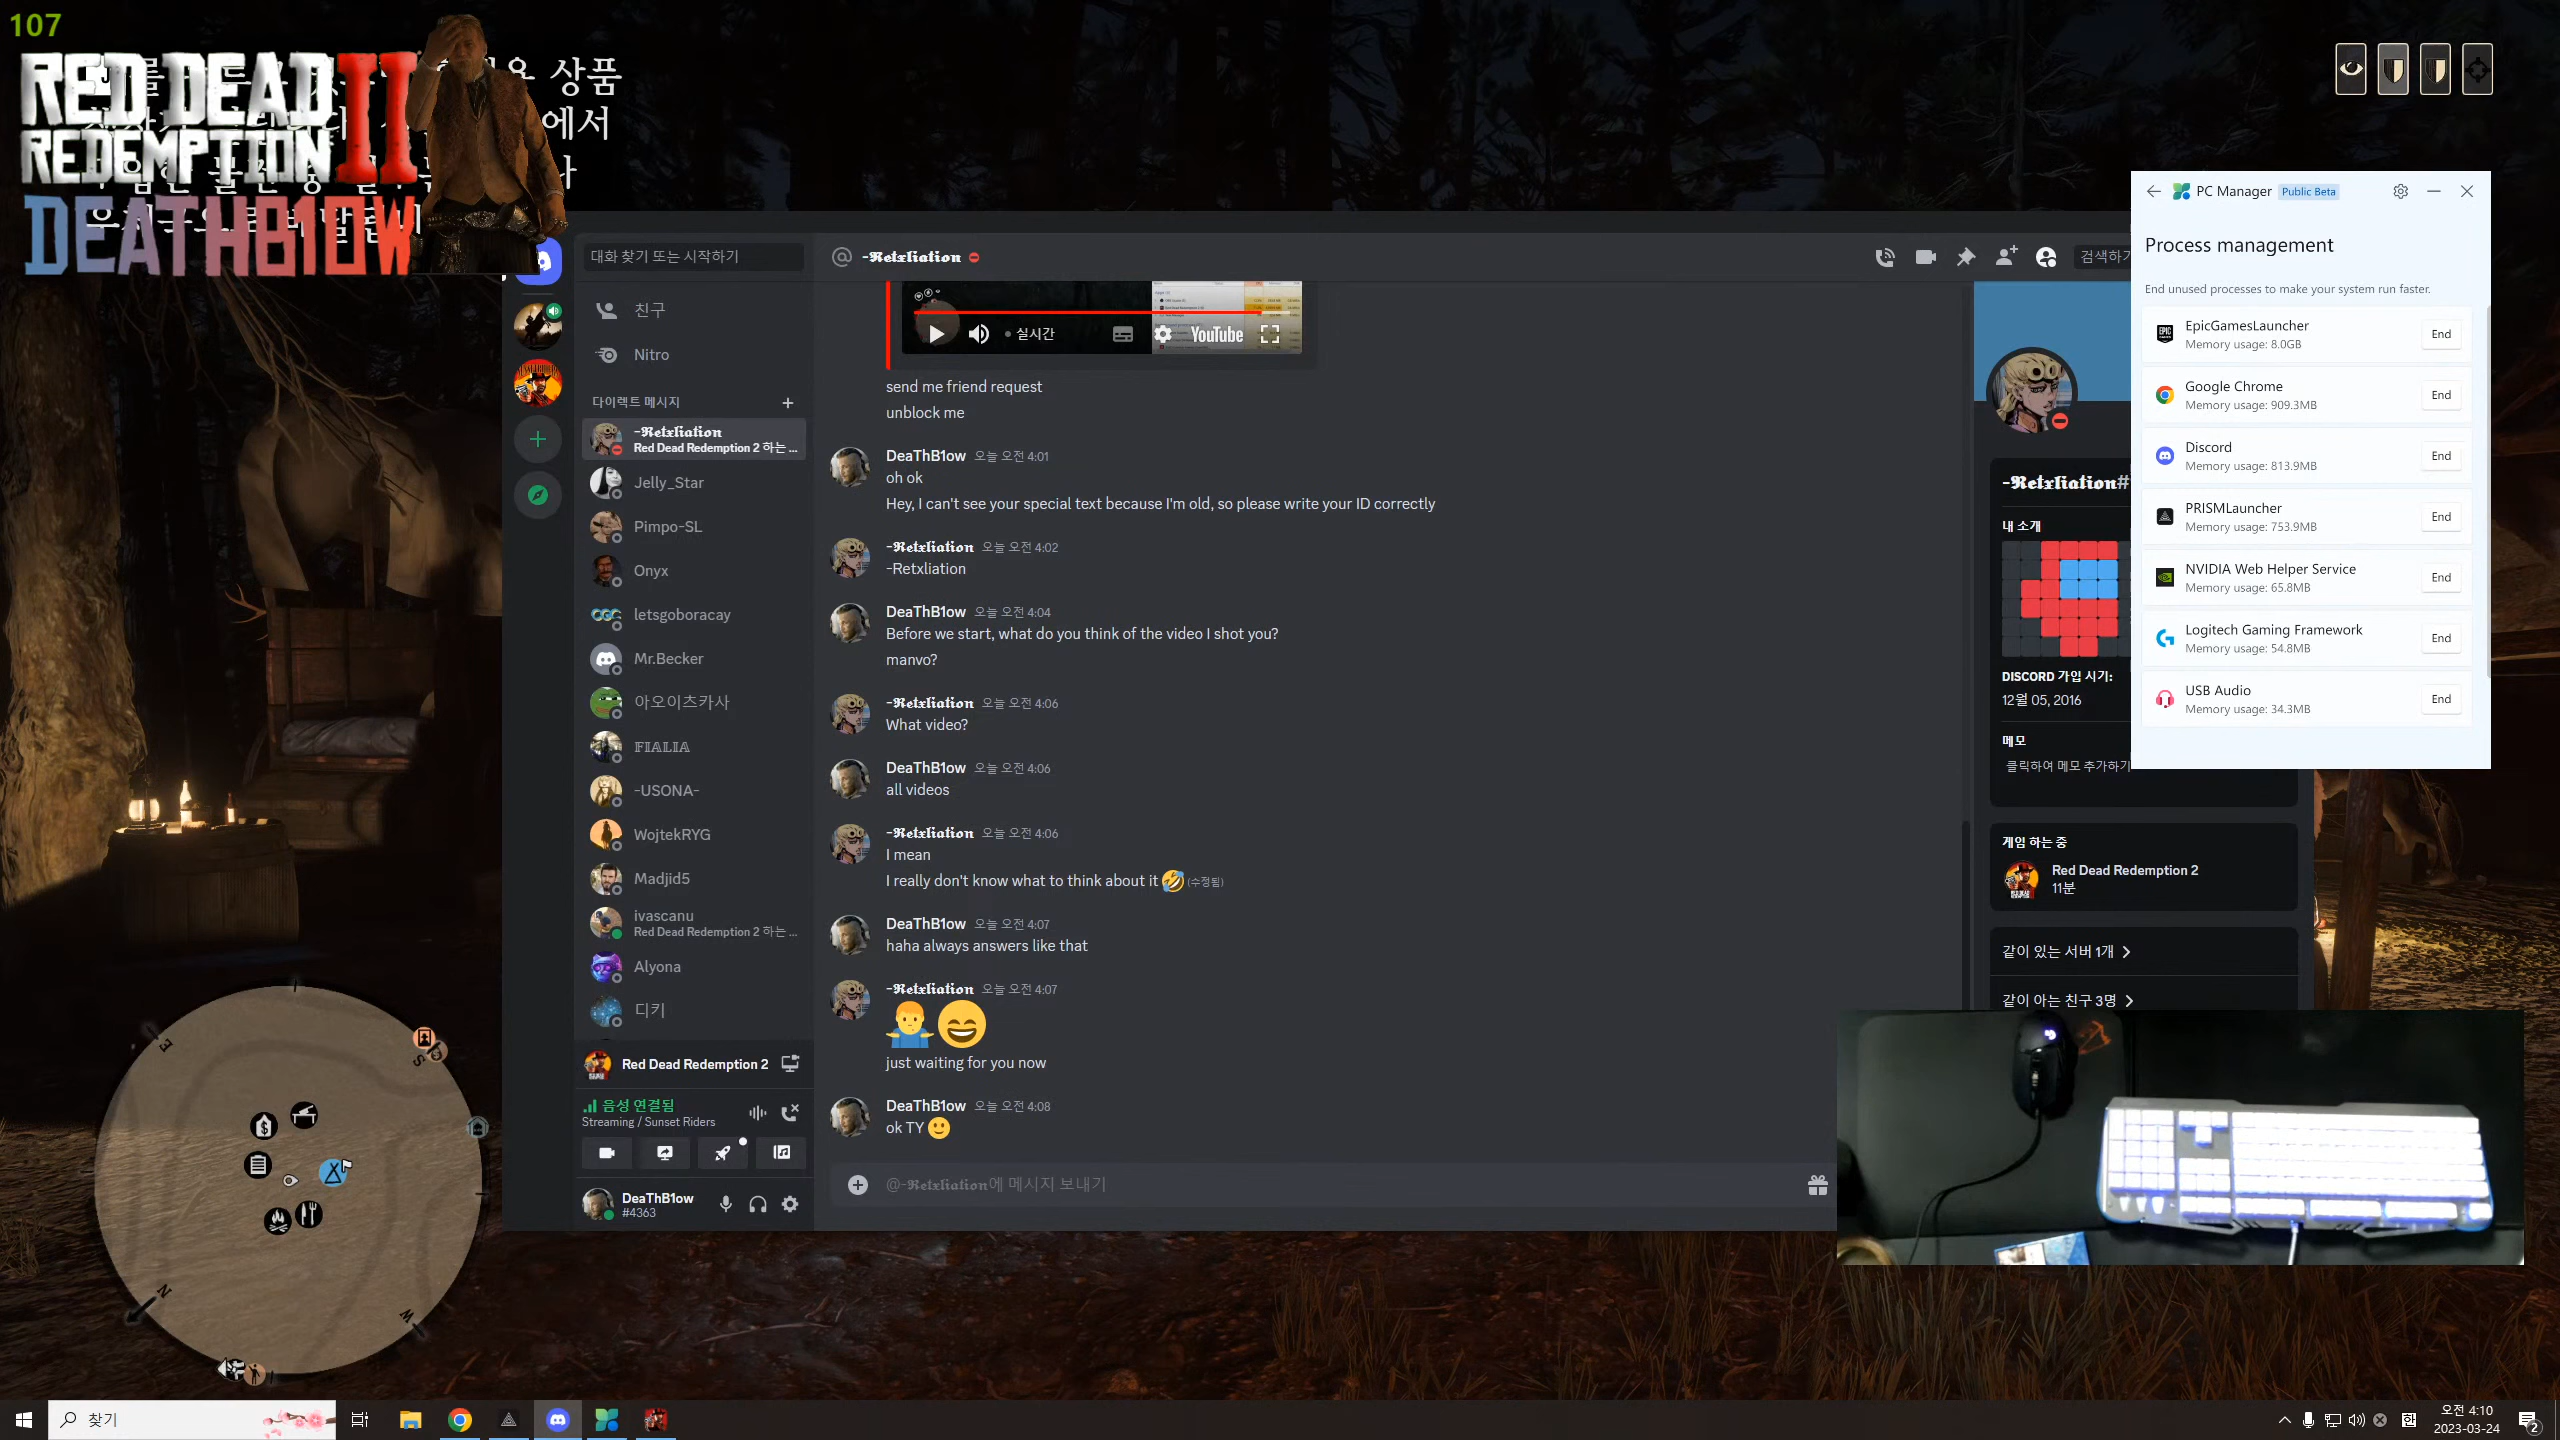 107
RED DEAD
REDEMPTION II
DEATHB10W
상품
에서
대화 찾기 또는 시작하기
친구
Nitro
다이렉트 메시지
-Retxliation
Red Dead Redemption 2 하는 ...
Jelly_Star
Pimpo-SL
Onyx
letsgoboracay
Mr.Becker
아오이츠카사
FIALIA
-USONA-
WojtekRYG
Madjid5
ivascanu
Red Dead Redemption 2 하는 ...
Alyona
디키
Red Dead Redemption 2
음성 연결됨
Streaming / Sunset Riders
DeaThB1ow
#4363
-Retxliation
검색하기
실시간
YouTube
send me friend request
unblock me
DeaThB1ow 오늘 오전 4:01
oh ok
Hey, I can't see your special text because I'm old, so please write your ID correctly
-Retxliation 오늘 오전 4:02
-Retxliation
DeaThB1ow 오늘 오전 4:04
Before we start, what do you think of the video I shot you?
manvo?
-Retxliation 오늘 오전 4:06
What video?
DeaThB1ow 오늘 오전 4:06
all videos
-Retxliation 오늘 오전 4:06
I mean
I really don't know what to think about it 🤣 (수정됨)
DeaThB1ow 오늘 오전 4:07
haha always answers like that
-Retxliation 오늘 오전 4:07
🤷‍♂️😄
just waiting for you now
DeaThB1ow 오늘 오전 4:08
ok TY 🙂
@-Retxliation에 메시지 보내기
-Retxliation#
내 소개
DISCORD 가입 시기:
12월 05, 2016
메모
클릭하여 메모 추가하기
게임 하는 중
Red Dead Redemption 2
11분
같이 있는 서버 1개
같이 아는 친구 3명
PC Manager Public Beta
Process management
End unused processes to make your system run faster.
EpicGamesLauncher
Memory usage: 8.0GB
End
Google Chrome
Memory usage: 909.3MB
End
Discord
Memory usage: 813.9MB
End
PRISMLauncher
Memory usage: 753.9MB
End
NVIDIA Web Helper Service
Memory usage: 65.8MB
End
Logitech Gaming Framework
Memory usage: 54.8MB
End
USB Audio
Memory usage: 34.3MB
End
E
S
N
W
찾기
한
오전 4:10
2023-03-24
2